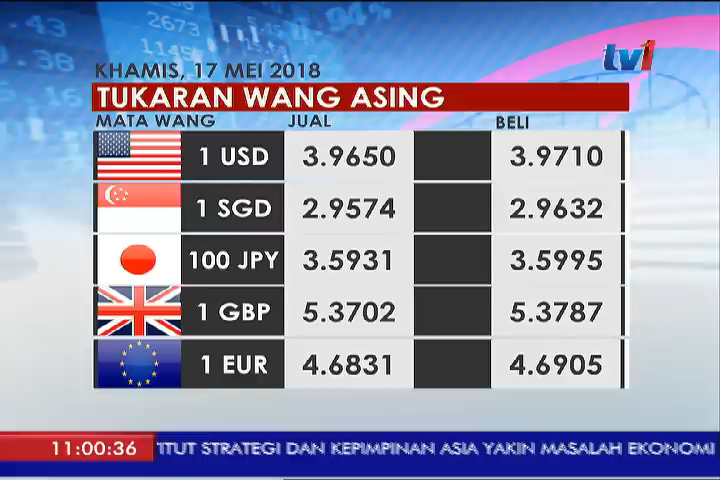 tv1
KHAMIS, 17 MEI 2018
TUKARAN WANG ASING
MATA WANG JUAL BELI
1 USD 3.9650 3.9710
1 SGD 2.9574 2.9632
100 JPY 3.5931 3.5995
1 GBP 5.3702 5.3787
1 EUR 4.6831 4.6905
11:00:36 TITUT STRATEGI DAN KEPIMPINAN ASIA YAKIN MASALAH EKONOMI